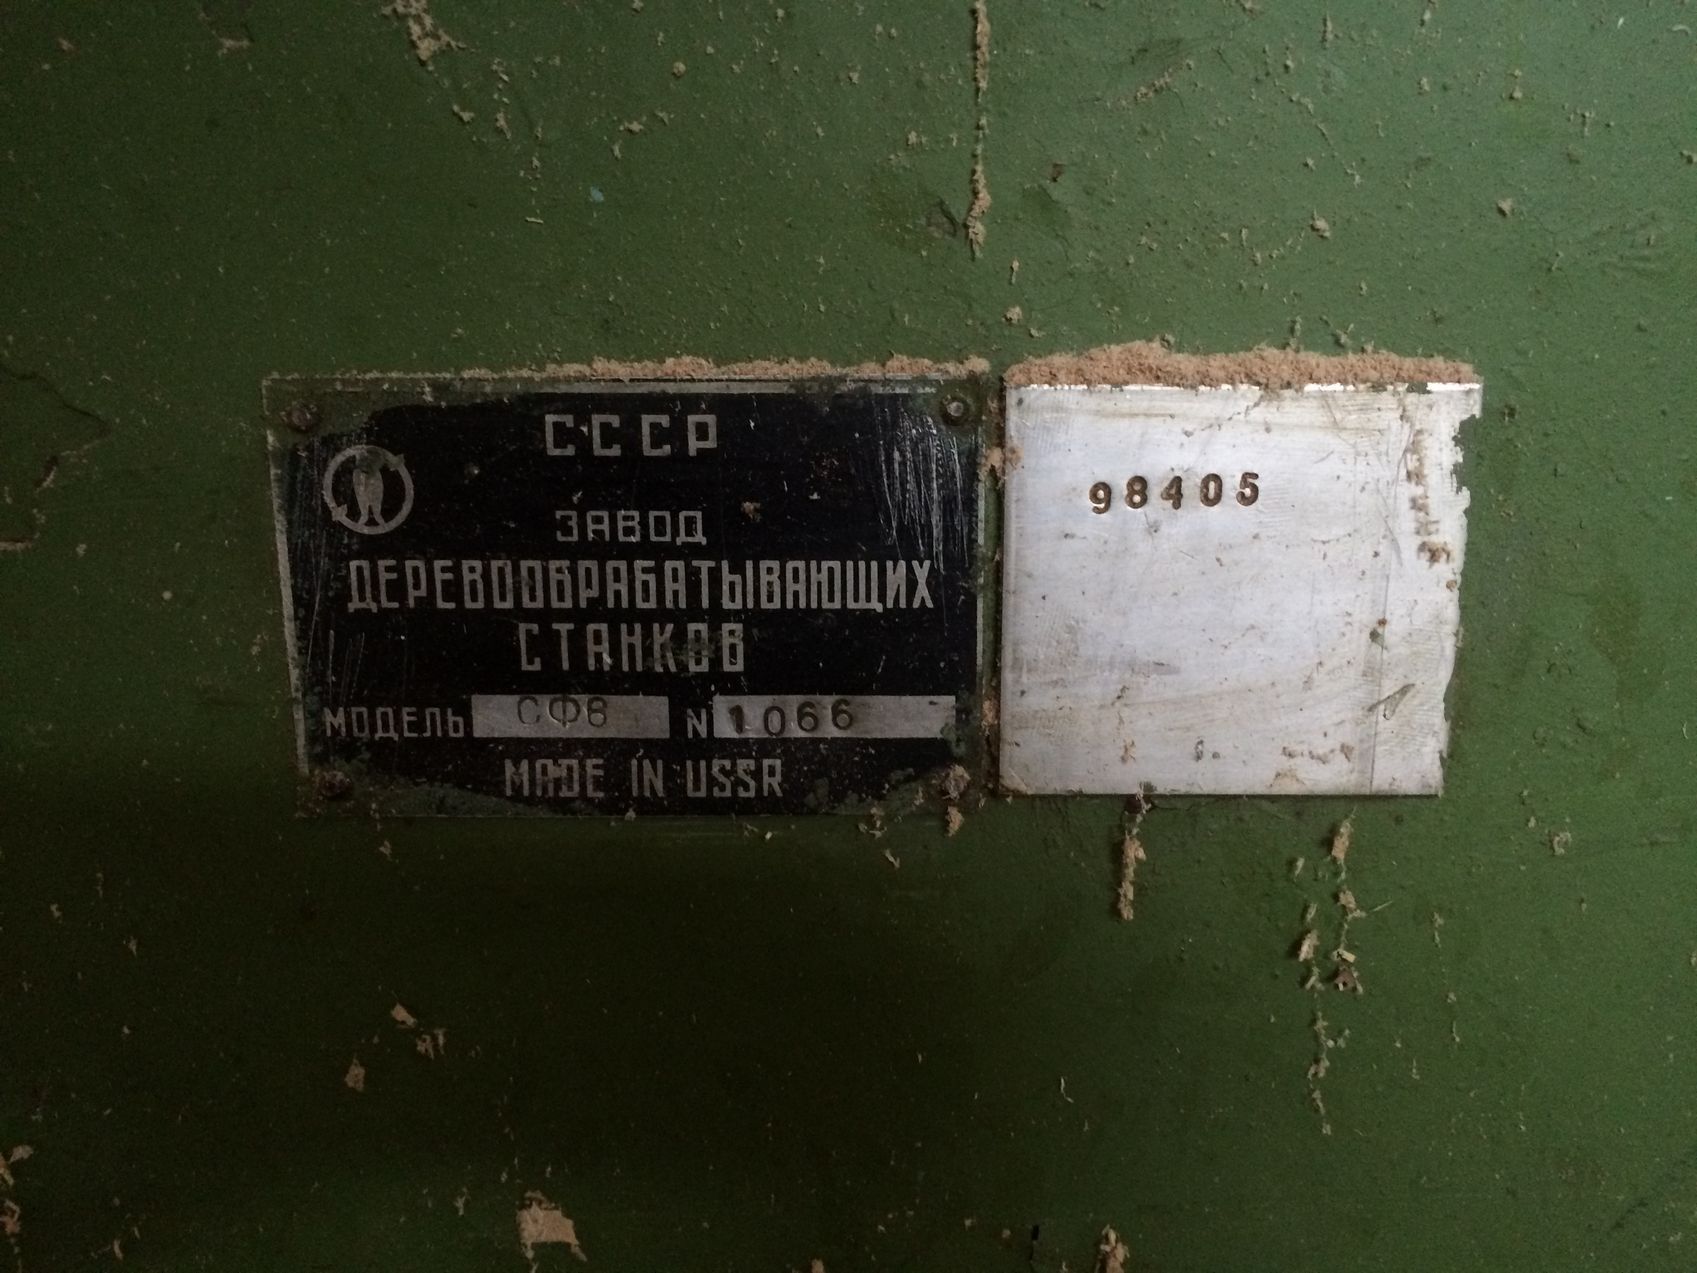 СССР
ЗАВОД
ДЕРЕВООБРАБАТЫВАЮЩИХ
СТАНКОВ
МОДЕЛЬ СФ6 N 1066
MADE IN USSR
98405